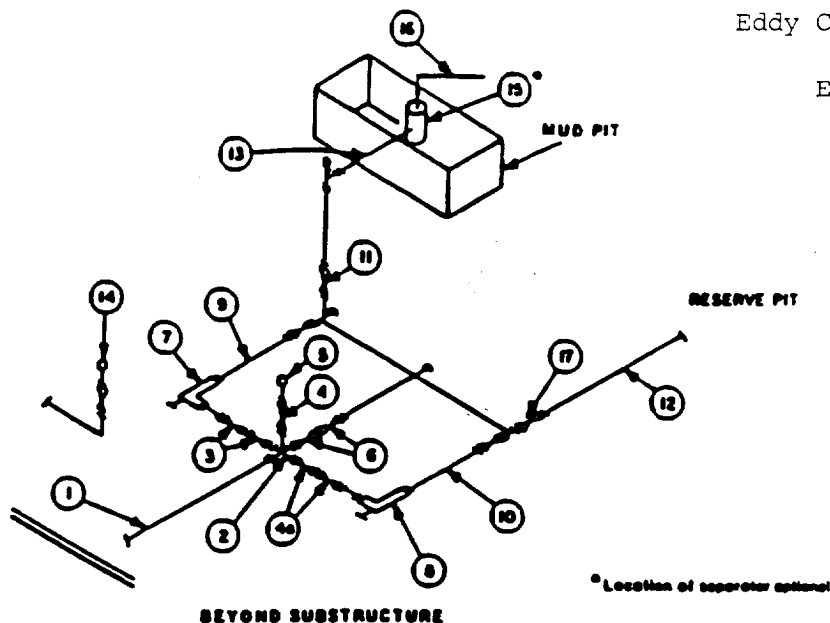 Eddy C
E
16
15*
MUD PIT
13
11
14
RESERVE PIT
9
7
5
17
4
12
3
6
1
10
2
4a
8
*Location of separator optional
BEYOND SUBSTRUCTURE